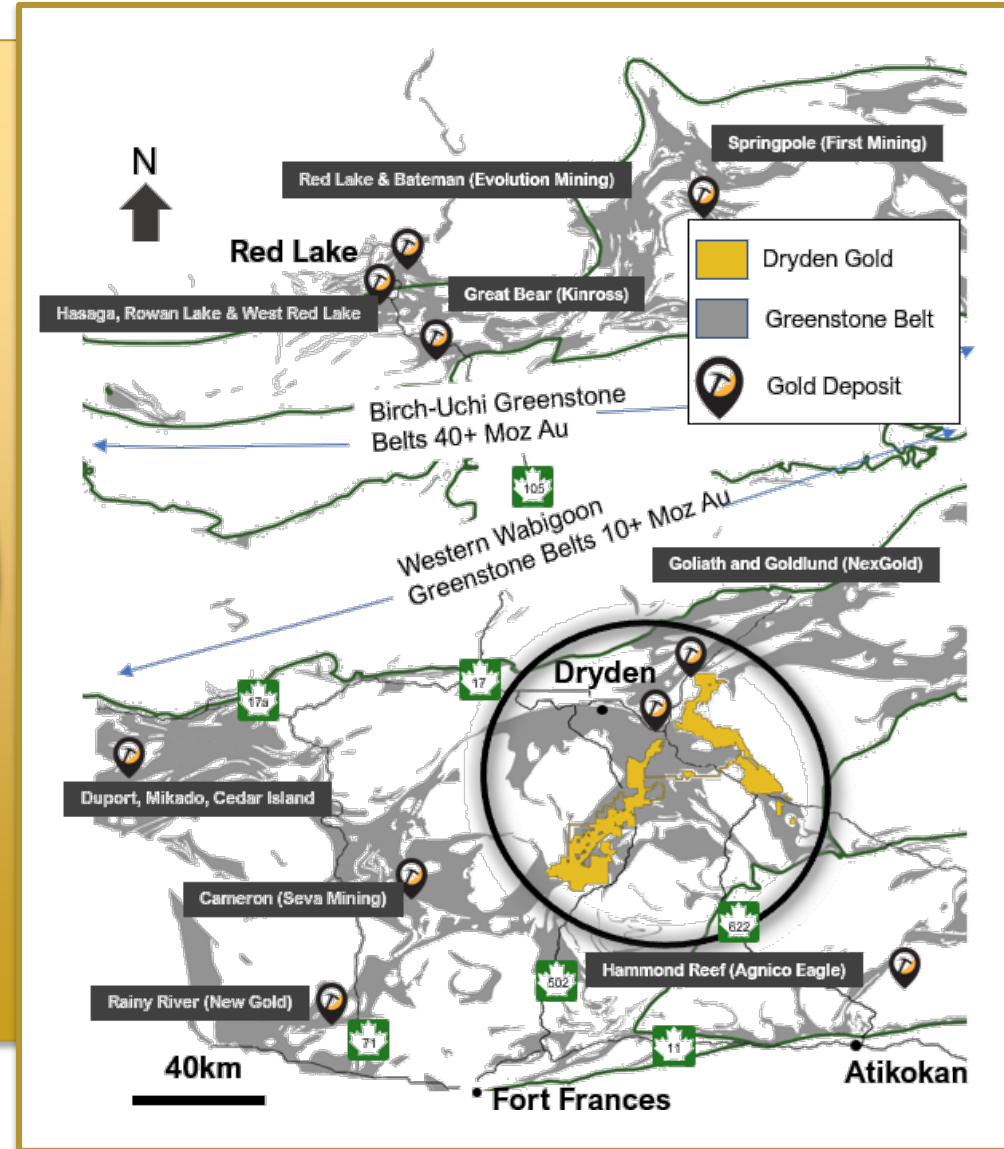 N
Springpole (First Mining)
Red Lake & Bateman (Evolution Mining)
Red Lake
Great Bear (Kinross)
Hasaga, Rowan Lake & West Red Lake
Dryden Gold
Greenstone Belt
Gold Deposit
Birch-Uchi Greenstone
Belts 40+ Moz Au
105
Western Wabigoon
Greenstone Belts 10+ Moz Au
Goliath and Goldlund (NexGold)
Dryden
17
17a
Duport, Mikado, Cedar Island
Cameron (Seva Mining)
622
Hammond Reef (Agnico Eagle)
502
Rainy River (New Gold)
71
11
40km
Atikokan
Fort Frances